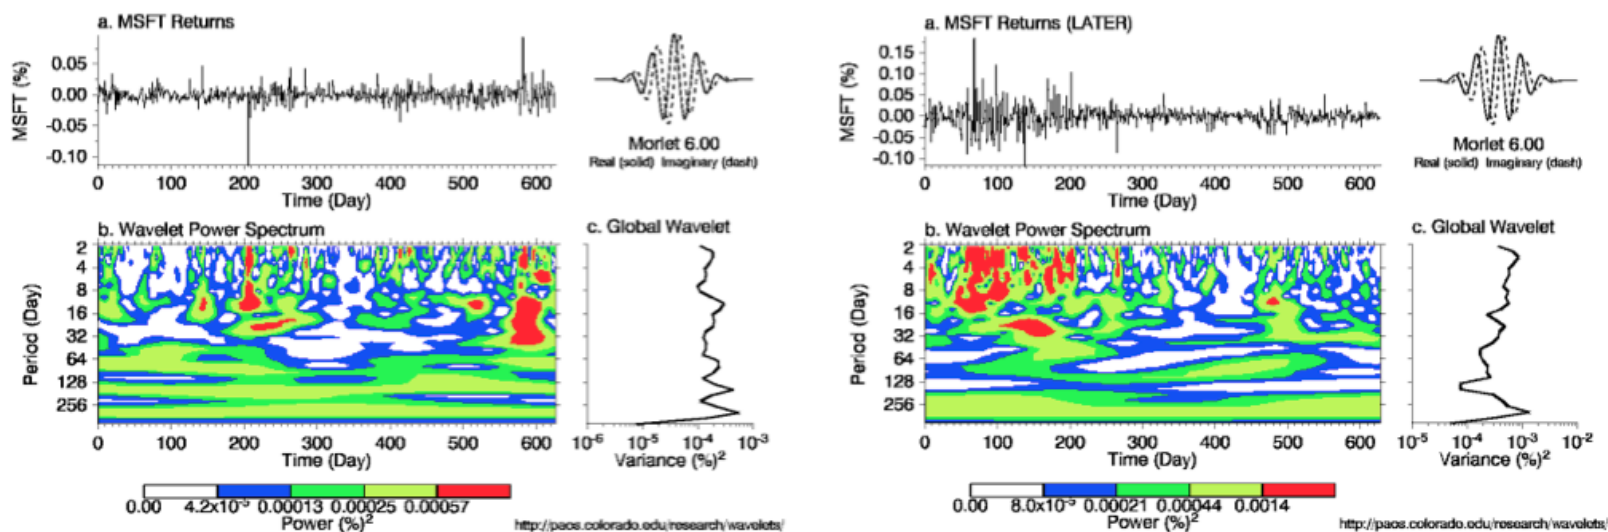 a. MSFT Returns
MSFT (%)
0.05
0.00
-0.05
-0.10
0 100 200 300 400 500 600
Time (Day)
Morlet 6.00
Real (solid) Imaginary (dash)
b. Wavelet Power Spectrum
Period (Day)
2
4
8
16
32
64
128
256
0 100 200 300 400 500 600
Time (Day)
c. Global Wavelet
10-6 10-5 10-4 10-3
Variance (%)2
0.00 4.2x10-5 0.00013 0.00025 0.00057
Power (%)2
http://paos.colorado.edu/research/wavelets/
a. MSFT Returns (LATER)
MSFT (%)
0.15
0.10
0.05
0.00
-0.05
-0.10
0 100 200 300 400 500 600
Time (Day)
Morlet 6.00
Real (solid) Imaginary (dash)
b. Wavelet Power Spectrum
Period (Day)
2
4
8
16
32
64
128
256
0 100 200 300 400 500 600
Time (Day)
c. Global Wavelet
10-5 10-4 10-3 10-2
Variance (%)2
0.00 8.0x10-5 0.00021 0.00044 0.0014
Power (%)2
http://paos.colorado.edu/research/wavelets/